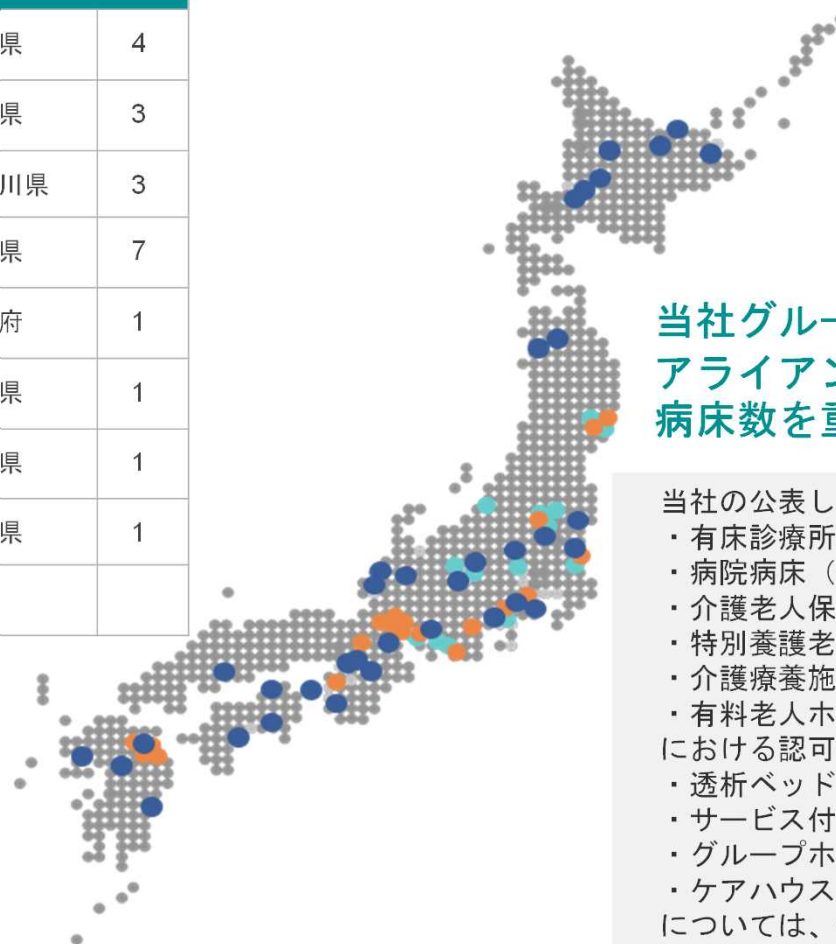 県 4
県 3
川県 3
県 7
府 1
県 1
県 1
県 1
当社グルー
アライアン
病床数を重
当社の公表し
・有床診療所
・病院病床（
・介護老人保
・特別養護老
・介護療養施
・有料老人ホ
における認可
・透析ベッド
・サービス付
・グループホ
・ケアハウス
については、